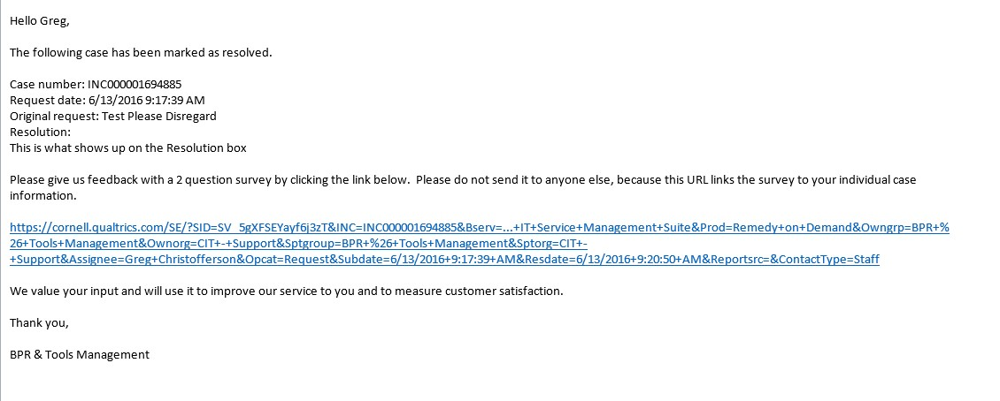 Hello Greg,
The following case has been marked as resolved.
Case number: INC000001694885
Request date: 6/13/2016 9:17:39 AM
Original request: Test Please Disregard
Resolution:
This is what shows up on the Resolution box
Please give us feedback with a 2 question survey by clicking the link below.  Please do not send it to anyone else, because this URL links the survey to your individual case
information.
https://cornell.qualtrics.com/SE/?SID=SV_5gXFSEYayf6j3zT&INC=INC000001694885&Bserv=...+IT+Service+Management+Suite&Prod=Remedy+on+Demand&Owngrp=BPR+%
26+Tools+Management&Ownorg=CIT+-+Support&Sptgroup=BPR+%26+Tools+Management&Sptorg=CIT+-
+Support&Assignee=Greg+Christofferson&Opcat=Request&Subdate=6/13/2016+9:17:39+AM&Resdate=6/13/2016+9:20:50+AM&Reportsrc=&ContactType=Staff
We value your input and will use it to improve our service to you and to measure customer satisfaction.
Thank you,
BPR & Tools Management